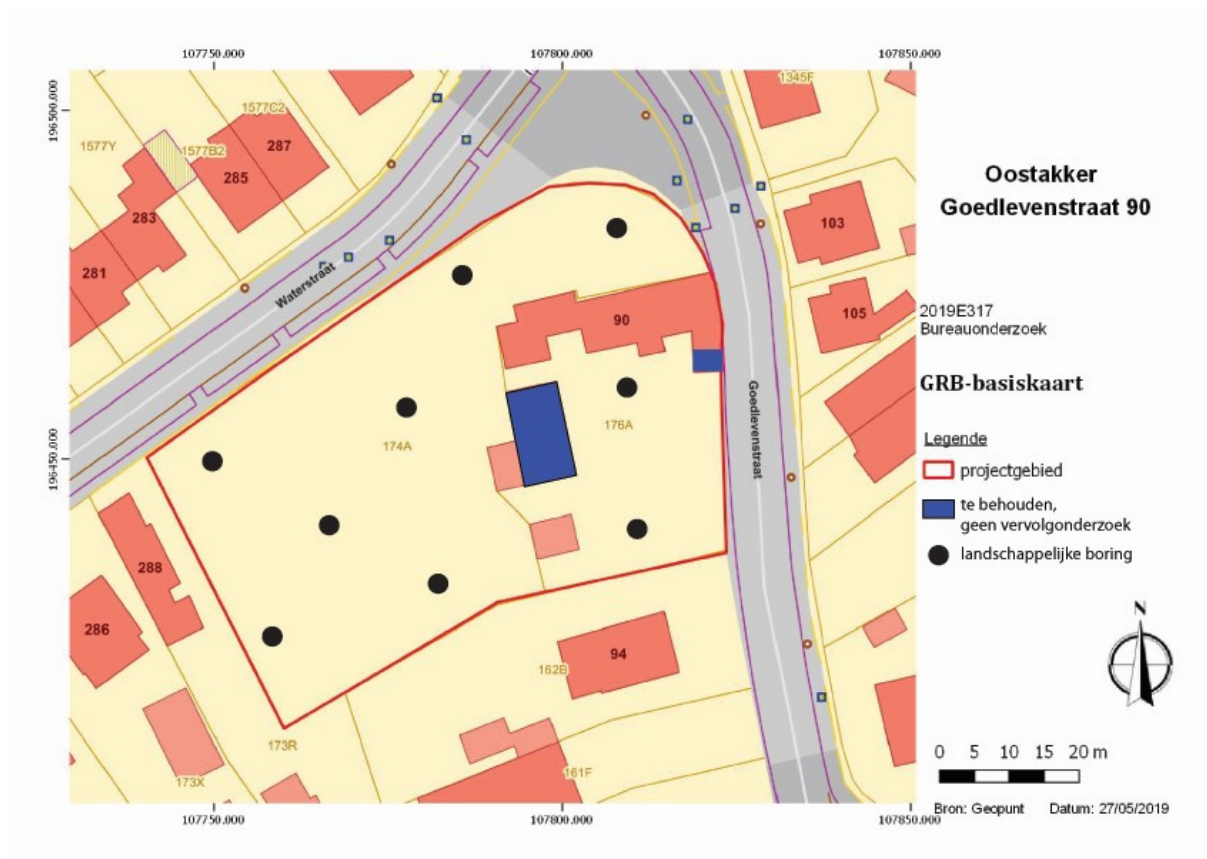 107750.000
107800.000
107850.000
196500.000
196450.000
1345F
1577C2
1577Y
1577B2
287
285
283
281
103
105
Waterstraat
90
Goedlevenstraat
174A
176A
288
286
94
162B
173R
173X
161F
107750.000
107800.000
107850.000
Oostakker
Goedlevenstraat 90
2019E317
Bureauonderzoek
GRB-basiskaart
Legende
projectgebied
te behouden,
geen vervolgonderzoek
landschappelijke boring
N
0 5 10 15 20 m
Bron: Geopunt Datum: 27/05/2019